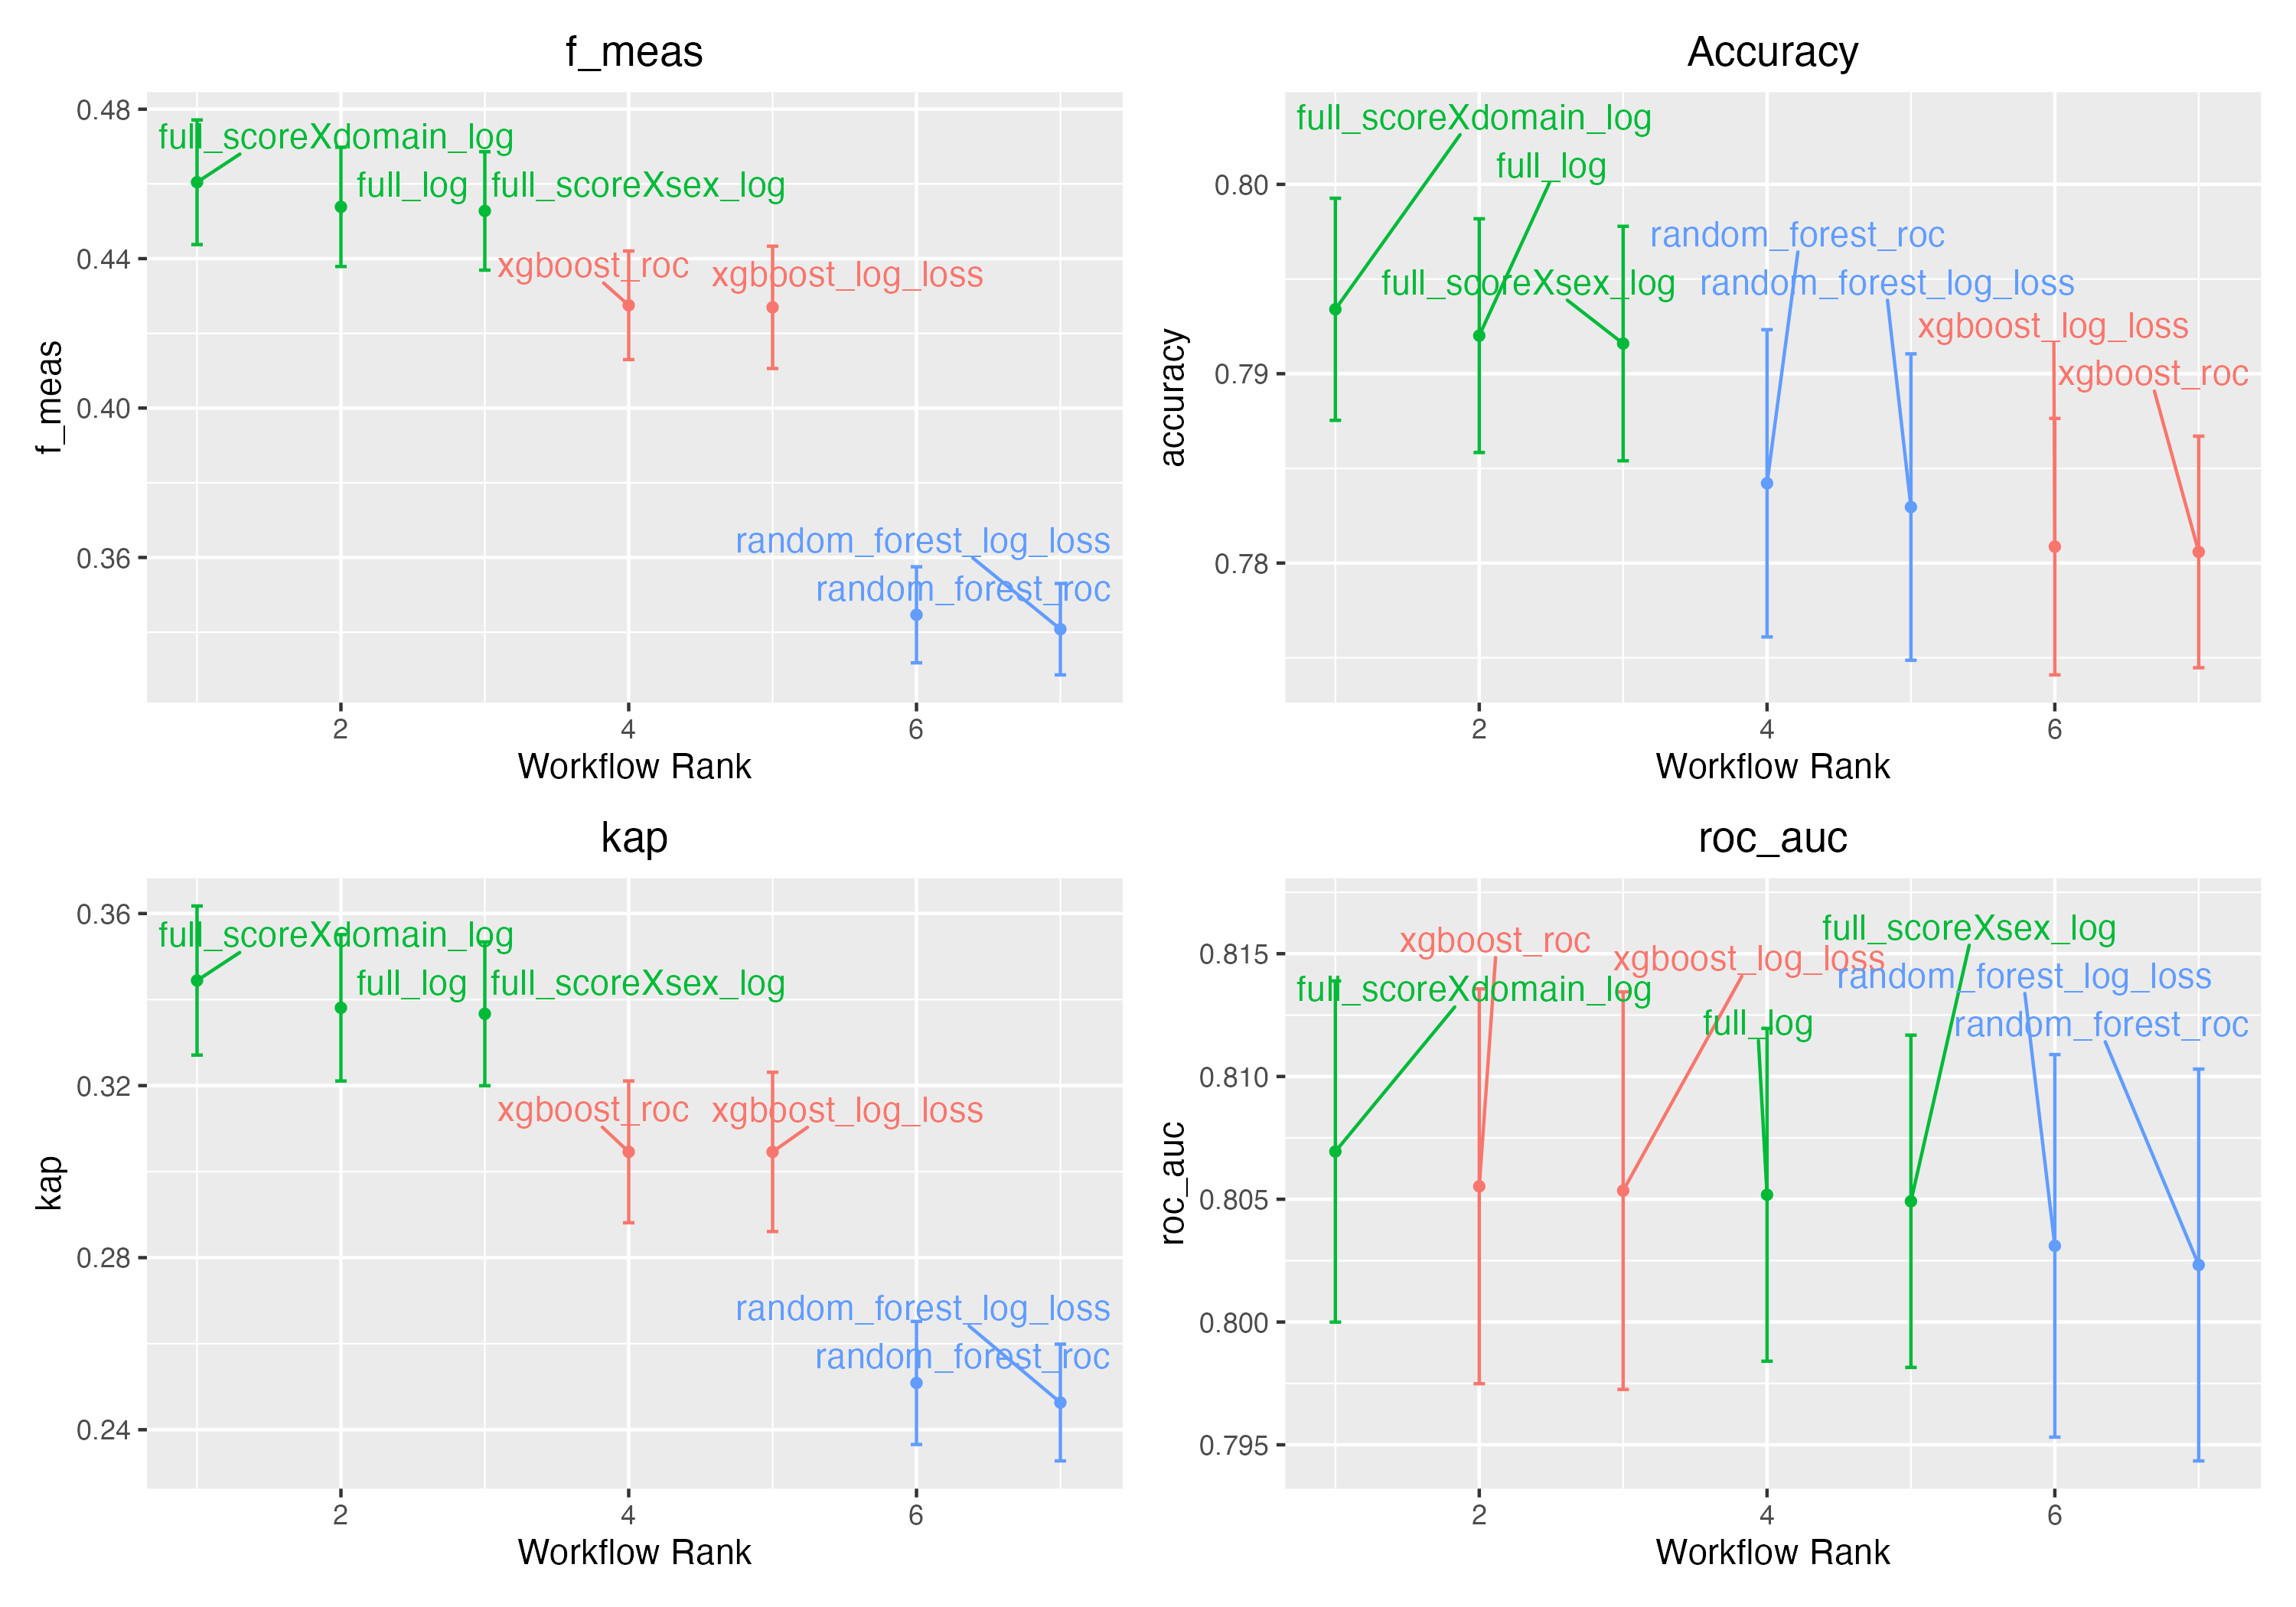 f_meas
0.48
0.44
0.40
0.36
f_meas
full_scoreXdomain_log
full_log
full_scoreXsex_log
xgboost_roc
xgboost_log_loss
random_forest_log_loss
random_forest_roc
2 4 6
Workflow Rank
Accuracy
0.80
0.79
0.78
accuracy
full_scoreXdomain_log
full_log
random_forest_roc
full_scoreXsex_log
random_forest_log_loss
xgboost_log_loss
xgboost_roc
2 4 6
Workflow Rank
kap
0.36
0.32
0.28
0.24
kap
full_scoreXdomain_log
full_log
full_scoreXsex_log
xgboost_roc
xgboost_log_loss
random_forest_log_loss
random_forest_roc
2 4 6
Workflow Rank
roc_auc
0.815
0.810
0.805
0.800
0.795
roc_auc
full_scoreXsex_log
xgboost_roc
xgboost_log_loss
random_forest_log_loss
full_scoreXdomain_log
full_log
random_forest_roc
2 4 6
Workflow Rank